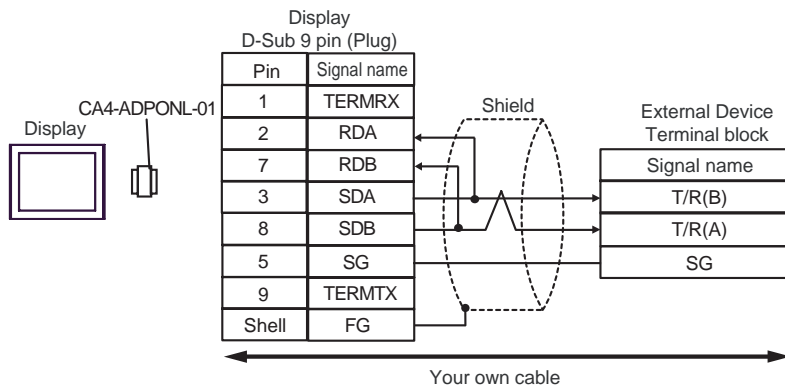 Display
D-Sub 9 pin (Plug)
Pin Signal name
1 TERMRX
2 RDA
7 RDB
3 SDA
8 SDB
5 SG
9 TERMTX
Shell FG
CA4-ADPONL-01
Display
Shield
External Device
Terminal block
Signal name
T/R(B)
T/R(A)
SG
Your own cable